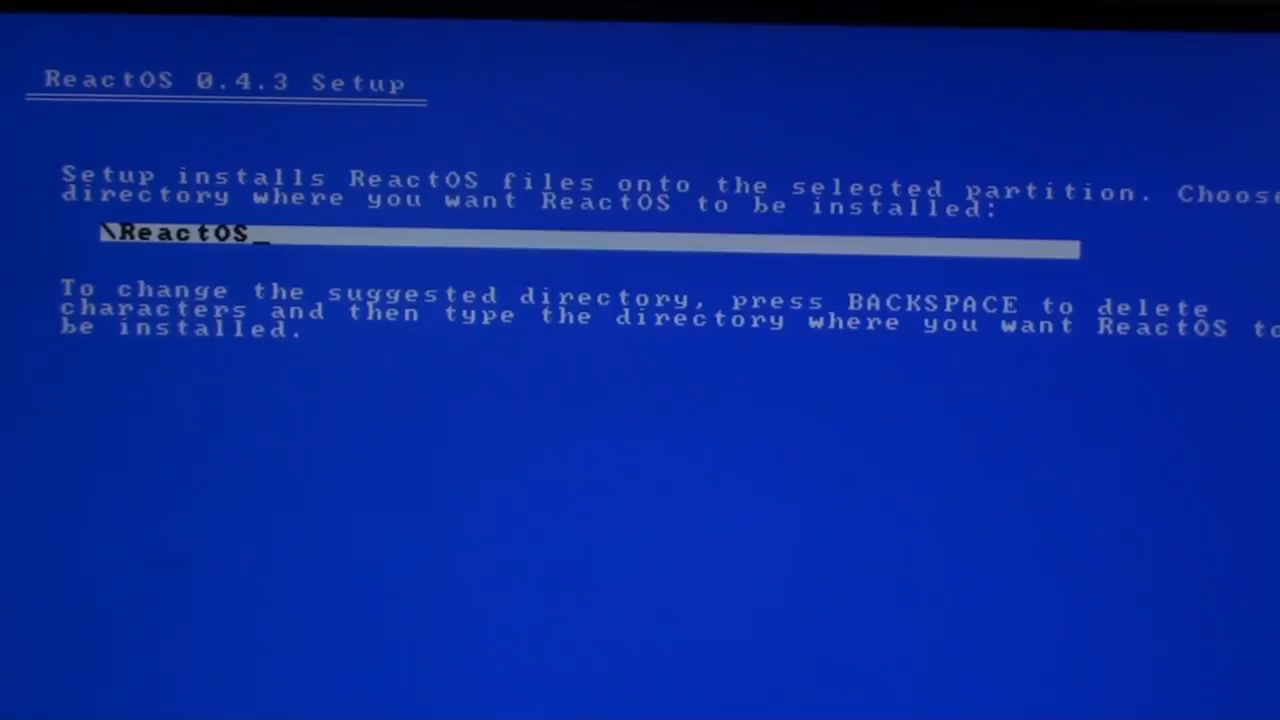 ReactOS 0.4.3 Setup
Setup installs ReactOS files onto the selected partition. Choose
directory where you want ReactOS to be installed:
\ReactOS_
To change the suggested directory, press BACKSPACE to delete
characters and then type the directory where you want ReactOS to
be installed.